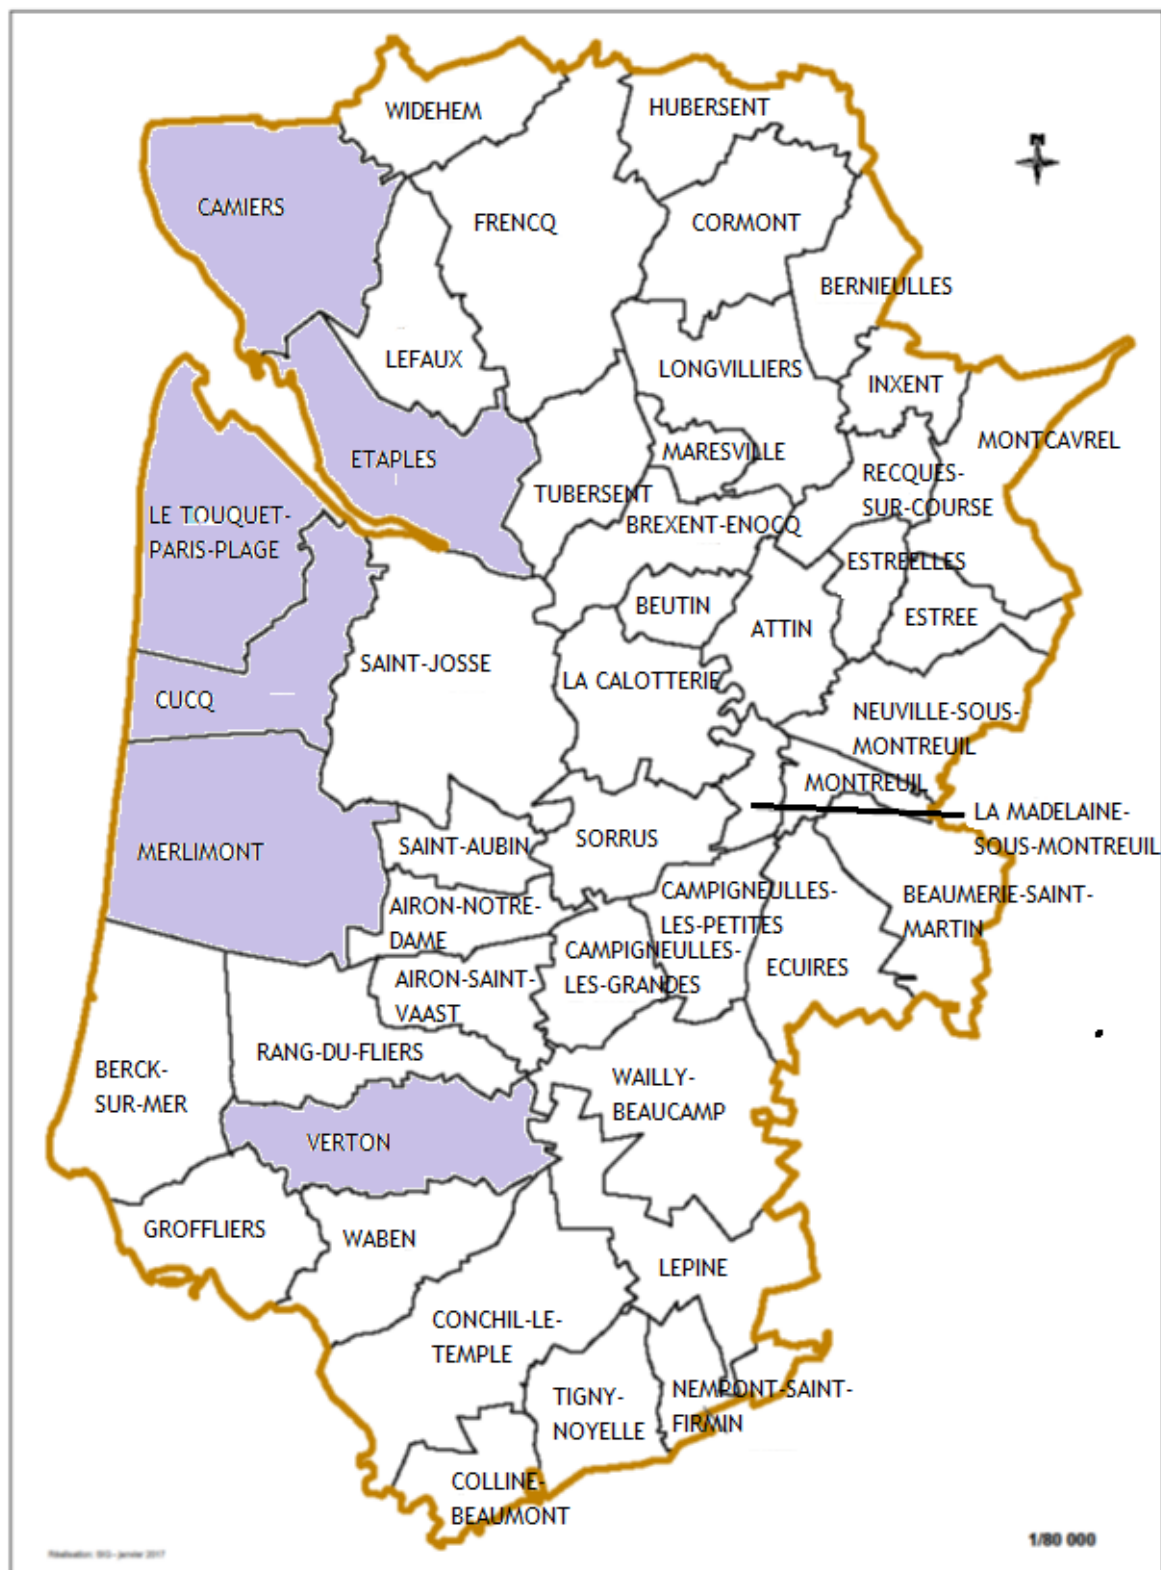 WIDEHEM
HUBERSENT
N
CAMIERS
FRENCQ
CORMONT
BERNIEULLES
LEFAUX
LONGVILLIERS
INXENT
MONTCAVREL
ETAPLES
MARESVILLE
RECQUES-
SUR-COURSE
TUBERSENT
LE TOUQUET-
PARIS-PLAGE
BREXENT-ENOCQ
ESTREELLES
BEUTIN
ATTIN
ESTREE
SAINT-JOSSE
LA CALOTTERIE
CUCQ
NEUVILLE-SOUS-
MONTREUIL
MONTREUIL
LA MADELAINE-
SOUS-MONTREUIL
MERLIMONT
SAINT-AUBIN
SORRUS
AIRON-NOTRE-
DAME
CAMPIGNEULLES-
LES-PETITES
BEAUMERIE-SAINT-
MARTIN
CAMPIGNEULLES-
LES-GRANDES
ECUIRES
AIRON-SAINT-
VAAST
RANG-DU-FLIERS
BERCK-
SUR-MER
WAILLY-
BEAUCAMP
VERTON
GROFFLIERS
WABEN
LEPINE
CONCHIL-LE-
TEMPLE
TIGNY-
NOYELLE
NEMPONT-SAINT-
FIRMIN
COLLINE-
BEAUMONT
1/80 000
Réalisation: SIG - janvier 2017